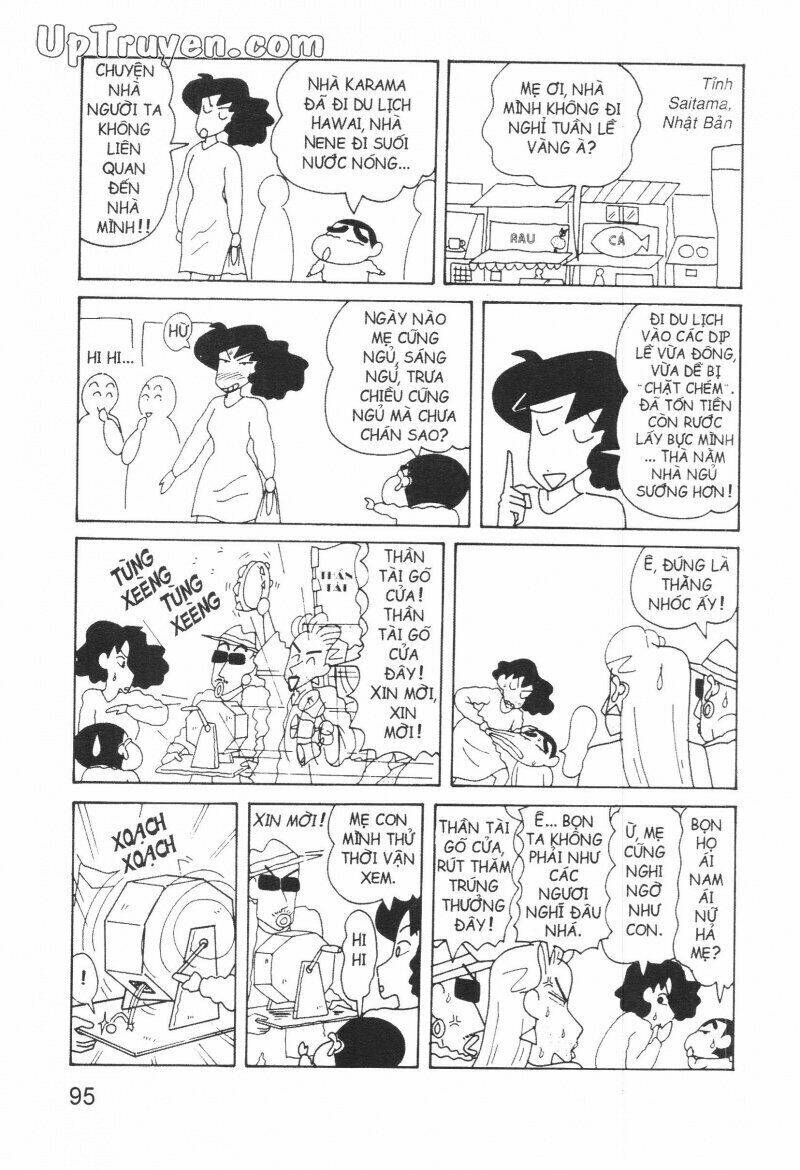 UpTruyen.com
Tỉnh
Saitama,
Nhật Bản
MẸ ƠI, NHÀ
MÌNH KHÔNG ĐI
NGHỈ TUẦN LỄ
VÀNG À?
RAU
CÁ
NHÀ KARAMA
ĐÃ ĐI DU LỊCH
HAWAI, NHÀ
NENE ĐI SUỐI
NƯỚC NÓNG...
CHUYỆN
NHÀ
NGƯỜI TA
KHÔNG
LIÊN
QUAN
ĐẾN
NHÀ
MÌNH!!
ĐI DU LỊCH
VÀO CÁC DỊP
LỄ VỪA ĐÔNG,
VỪA DỄ BỊ
"CHẶT CHÉM".
ĐÃ TỐN TIỀN
CÒN RƯỚC
LẤY BỰC MÌNH
... THÀ NẰM
NHÀ NGỦ
SƯỚNG HƠN!
NGÀY NÀO
MẸ CŨNG
NGỦ, SÁNG
NGỦ, TRƯA
CHIỀU CŨNG
NGỦ MÀ CHƯA
CHÁN SAO?
HỪ
HI HI...
Ê, ĐÚNG LÀ
THẰNG
NHÓC ẤY!
THẦN
TÀI GÕ
CỬA!
THẦN
TÀI GÕ
CỬA
ĐÂY!
XIN MỜI,
XIN
MỜI!
THẦN
TÀI
TÙNG
XEÈNG
TÙNG
XEÈNG
BỌN
HỌ
ÁI
NAM
ÁI
NỮ
HẢ
MẸ?
Ừ, MẸ
CŨNG
NGHI
NGỜ
NHƯ
CON.
Ê... BỌN
TA KHÔNG
PHẢI NHƯ
CÁC
NGƯƠI
NGHĨ ĐÂU
NHÁ.
THẦN TÀI
GÕ CỬA,
RÚT THĂM
TRÚNG
THƯỞNG
ĐÂY!
MẸ CON
MÌNH THỬ
THỜI VẬN
XEM.
XIN MỜI!
HI
HI
XOẠCH
XOẠCH
!
95